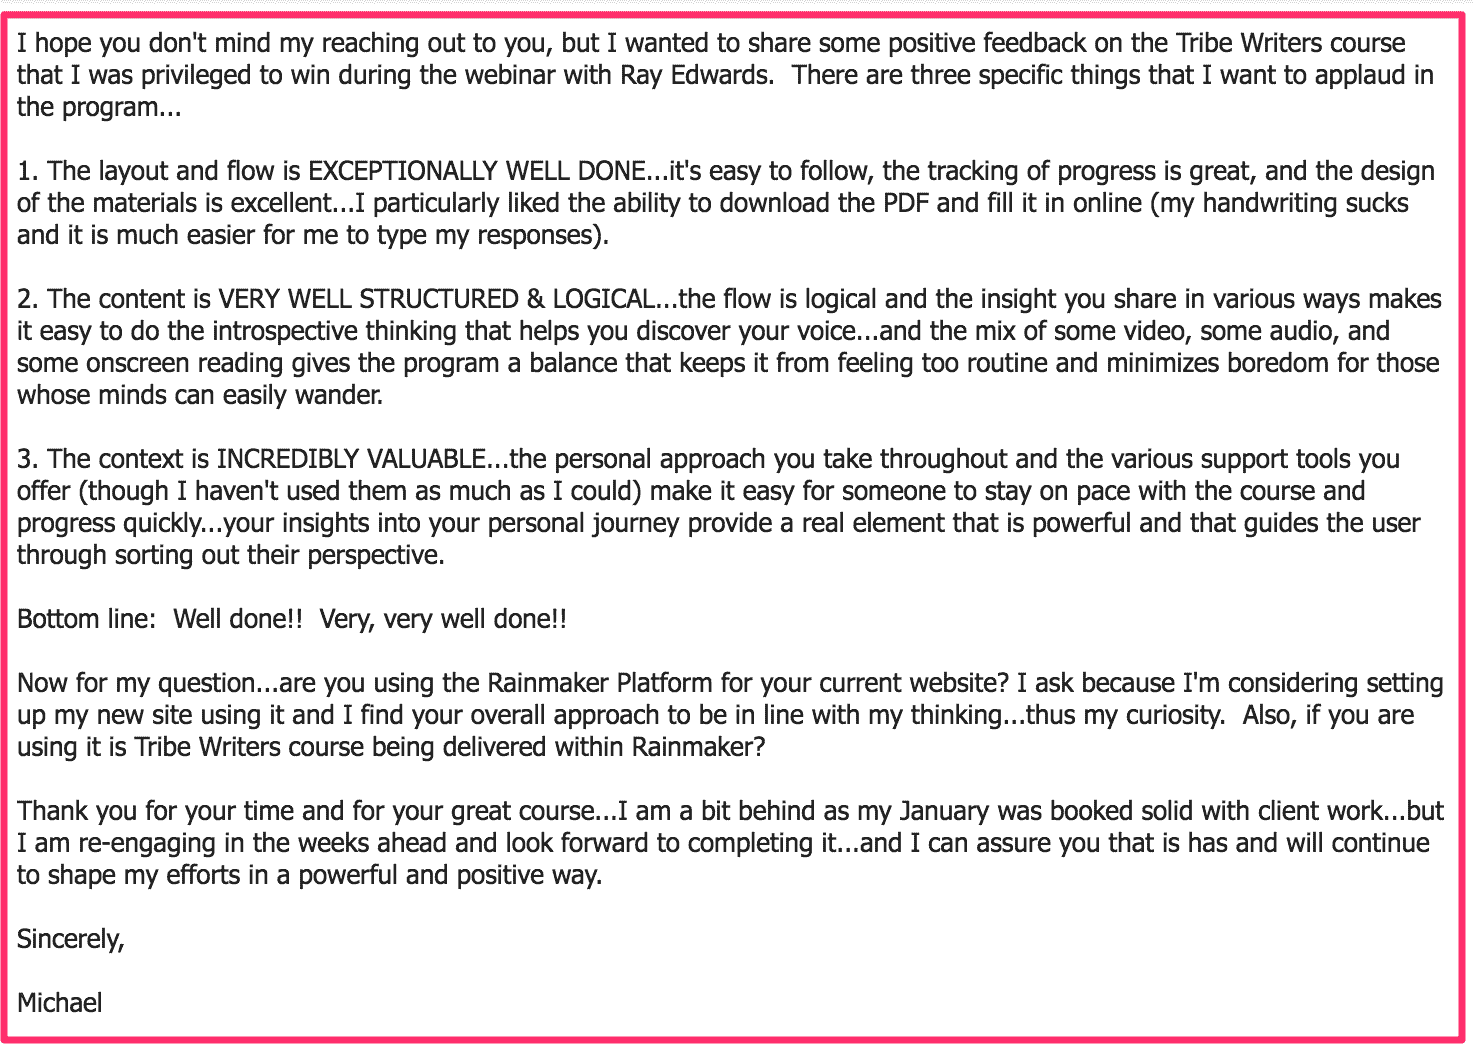 I hope you don't mind my reaching out to you, but I wanted to share some positive feedback on the Tribe Writers course
that I was privileged to win during the webinar with Ray Edwards.  There are three specific things that I want to applaud in
the program...
1. The layout and flow is EXCEPTIONALLY WELL DONE...it's easy to follow, the tracking of progress is great, and the design
of the materials is excellent...I particularly liked the ability to download the PDF and fill it in online (my handwriting sucks
and it is much easier for me to type my responses).
2. The content is VERY WELL STRUCTURED & LOGICAL...the flow is logical and the insight you share in various ways makes
it easy to do the introspective thinking that helps you discover your voice...and the mix of some video, some audio, and
some onscreen reading gives the program a balance that keeps it from feeling too routine and minimizes boredom for those
whose minds can easily wander.
3. The context is INCREDIBLY VALUABLE...the personal approach you take throughout and the various support tools you
offer (though I haven't used them as much as I could) make it easy for someone to stay on pace with the course and
progress quickly...your insights into your personal journey provide a real element that is powerful and that guides the user
through sorting out their perspective.
Bottom line:  Well done!!  Very, very well done!!
Now for my question...are you using the Rainmaker Platform for your current website? I ask because I'm considering setting
up my new site using it and I find your overall approach to be in line with my thinking...thus my curiosity.  Also, if you are
using it is Tribe Writers course being delivered within Rainmaker?
Thank you for your time and for your great course...I am a bit behind as my January was booked solid with client work...but
I am re-engaging in the weeks ahead and look forward to completing it...and I can assure you that is has and will continue
to shape my efforts in a powerful and positive way.
Sincerely,
Michael